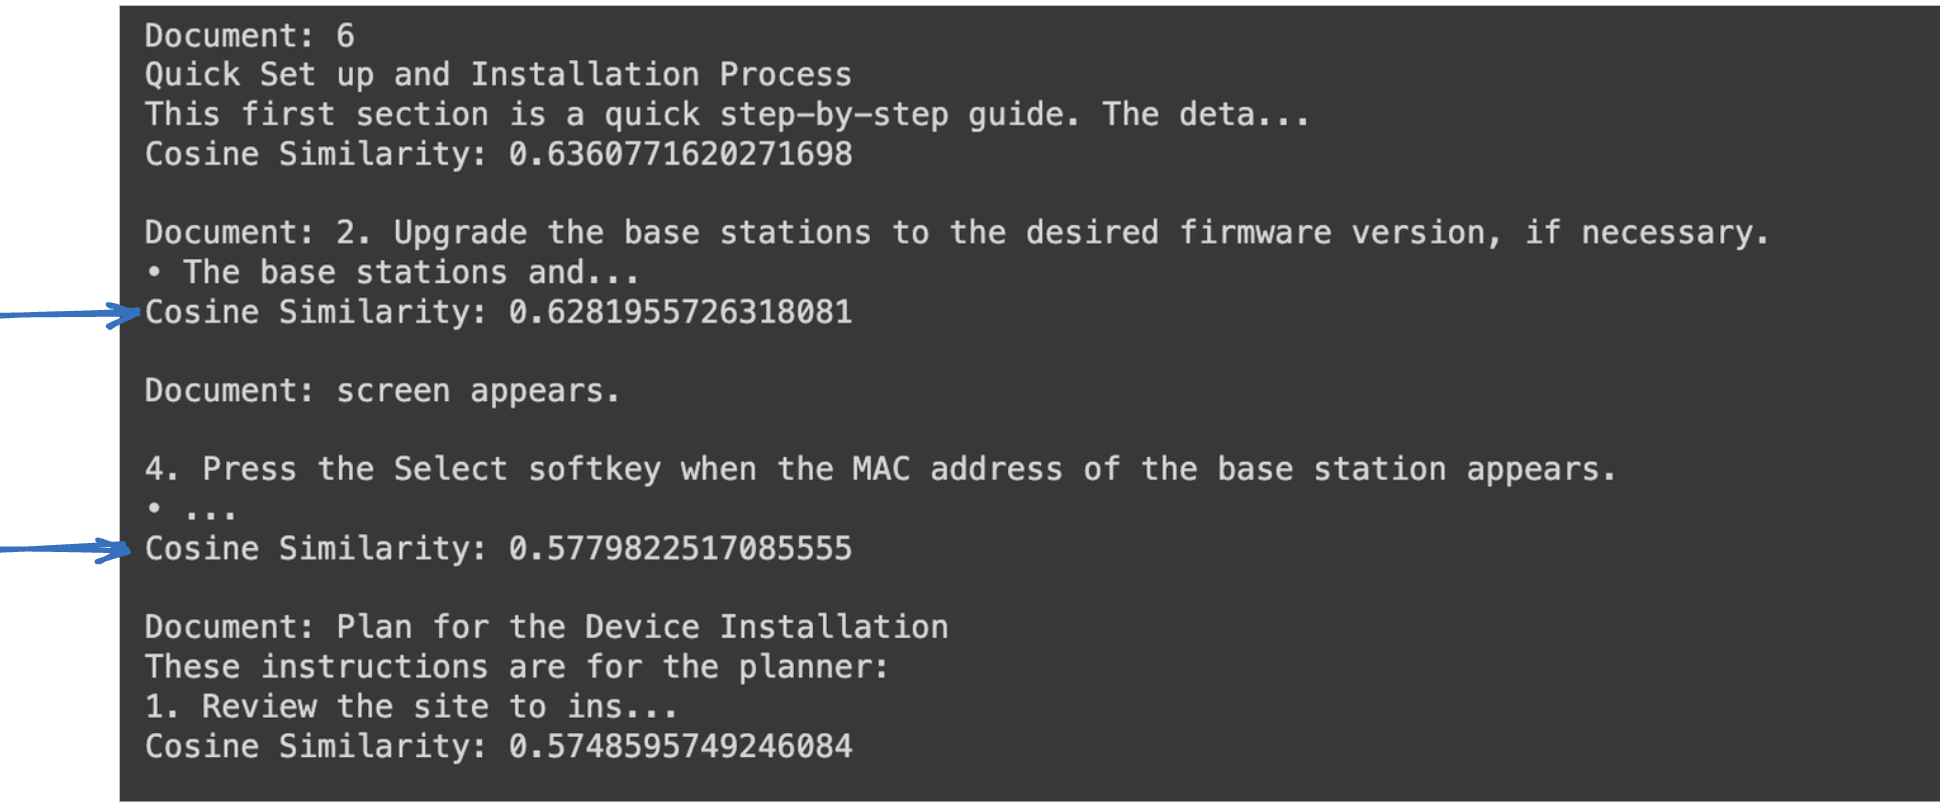 Document: 6
Quick Set up and Installation Process
This first section is a quick step-by-step guide. The deta...
Cosine Similarity: 0.6360771620271698
Document: 2. Upgrade the base stations to the desired firmware version, if necessary.
• The base stations and...
Cosine Similarity: 0.6281955726318081
Document: screen appears.
4. Press the Select softkey when the MAC address of the base station appears.
• ...
Cosine Similarity: 0.5779822517085555
Document: Plan for the Device Installation
These instructions are for the planner:
1. Review the site to ins...
Cosine Similarity: 0.5748595749246084